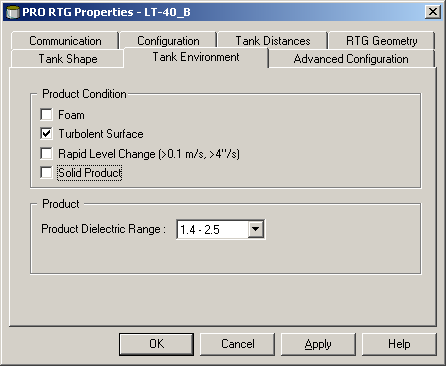 PRO RTG Properties - LT-40_B
Communication Configuration Tank Distances RTG Geometry
Tank Shape Tank Environment Advanced Configuration
Product Condition
Foam
Turbolent Surface
Rapid Level Change (>0.1 m/s, >4"/s)
Solid Product
Product
Product Dielectric Range : 1.4 - 2.5
OK Cancel Apply Help